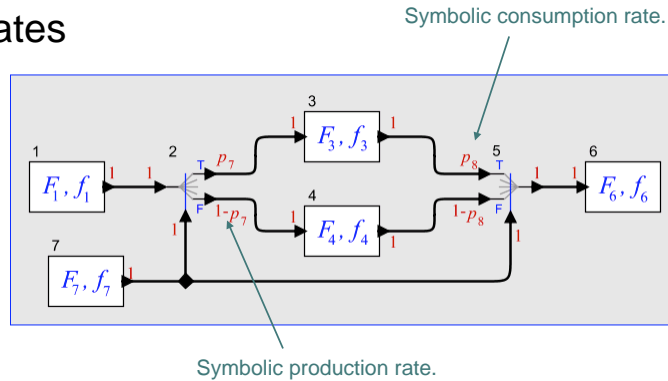 Symbolic consumption rate.
ates
1 F₁, f₁ 1 1
2 T p₇ F 1-p₇ 1
3 1 F₃, f₃ 1
4 1 F₄, f₄ 1
5 p₈ T 1-p₈ F 1 1
6 1 F₆, f₆
7 F₇, f₇ 1
Symbolic production rate.